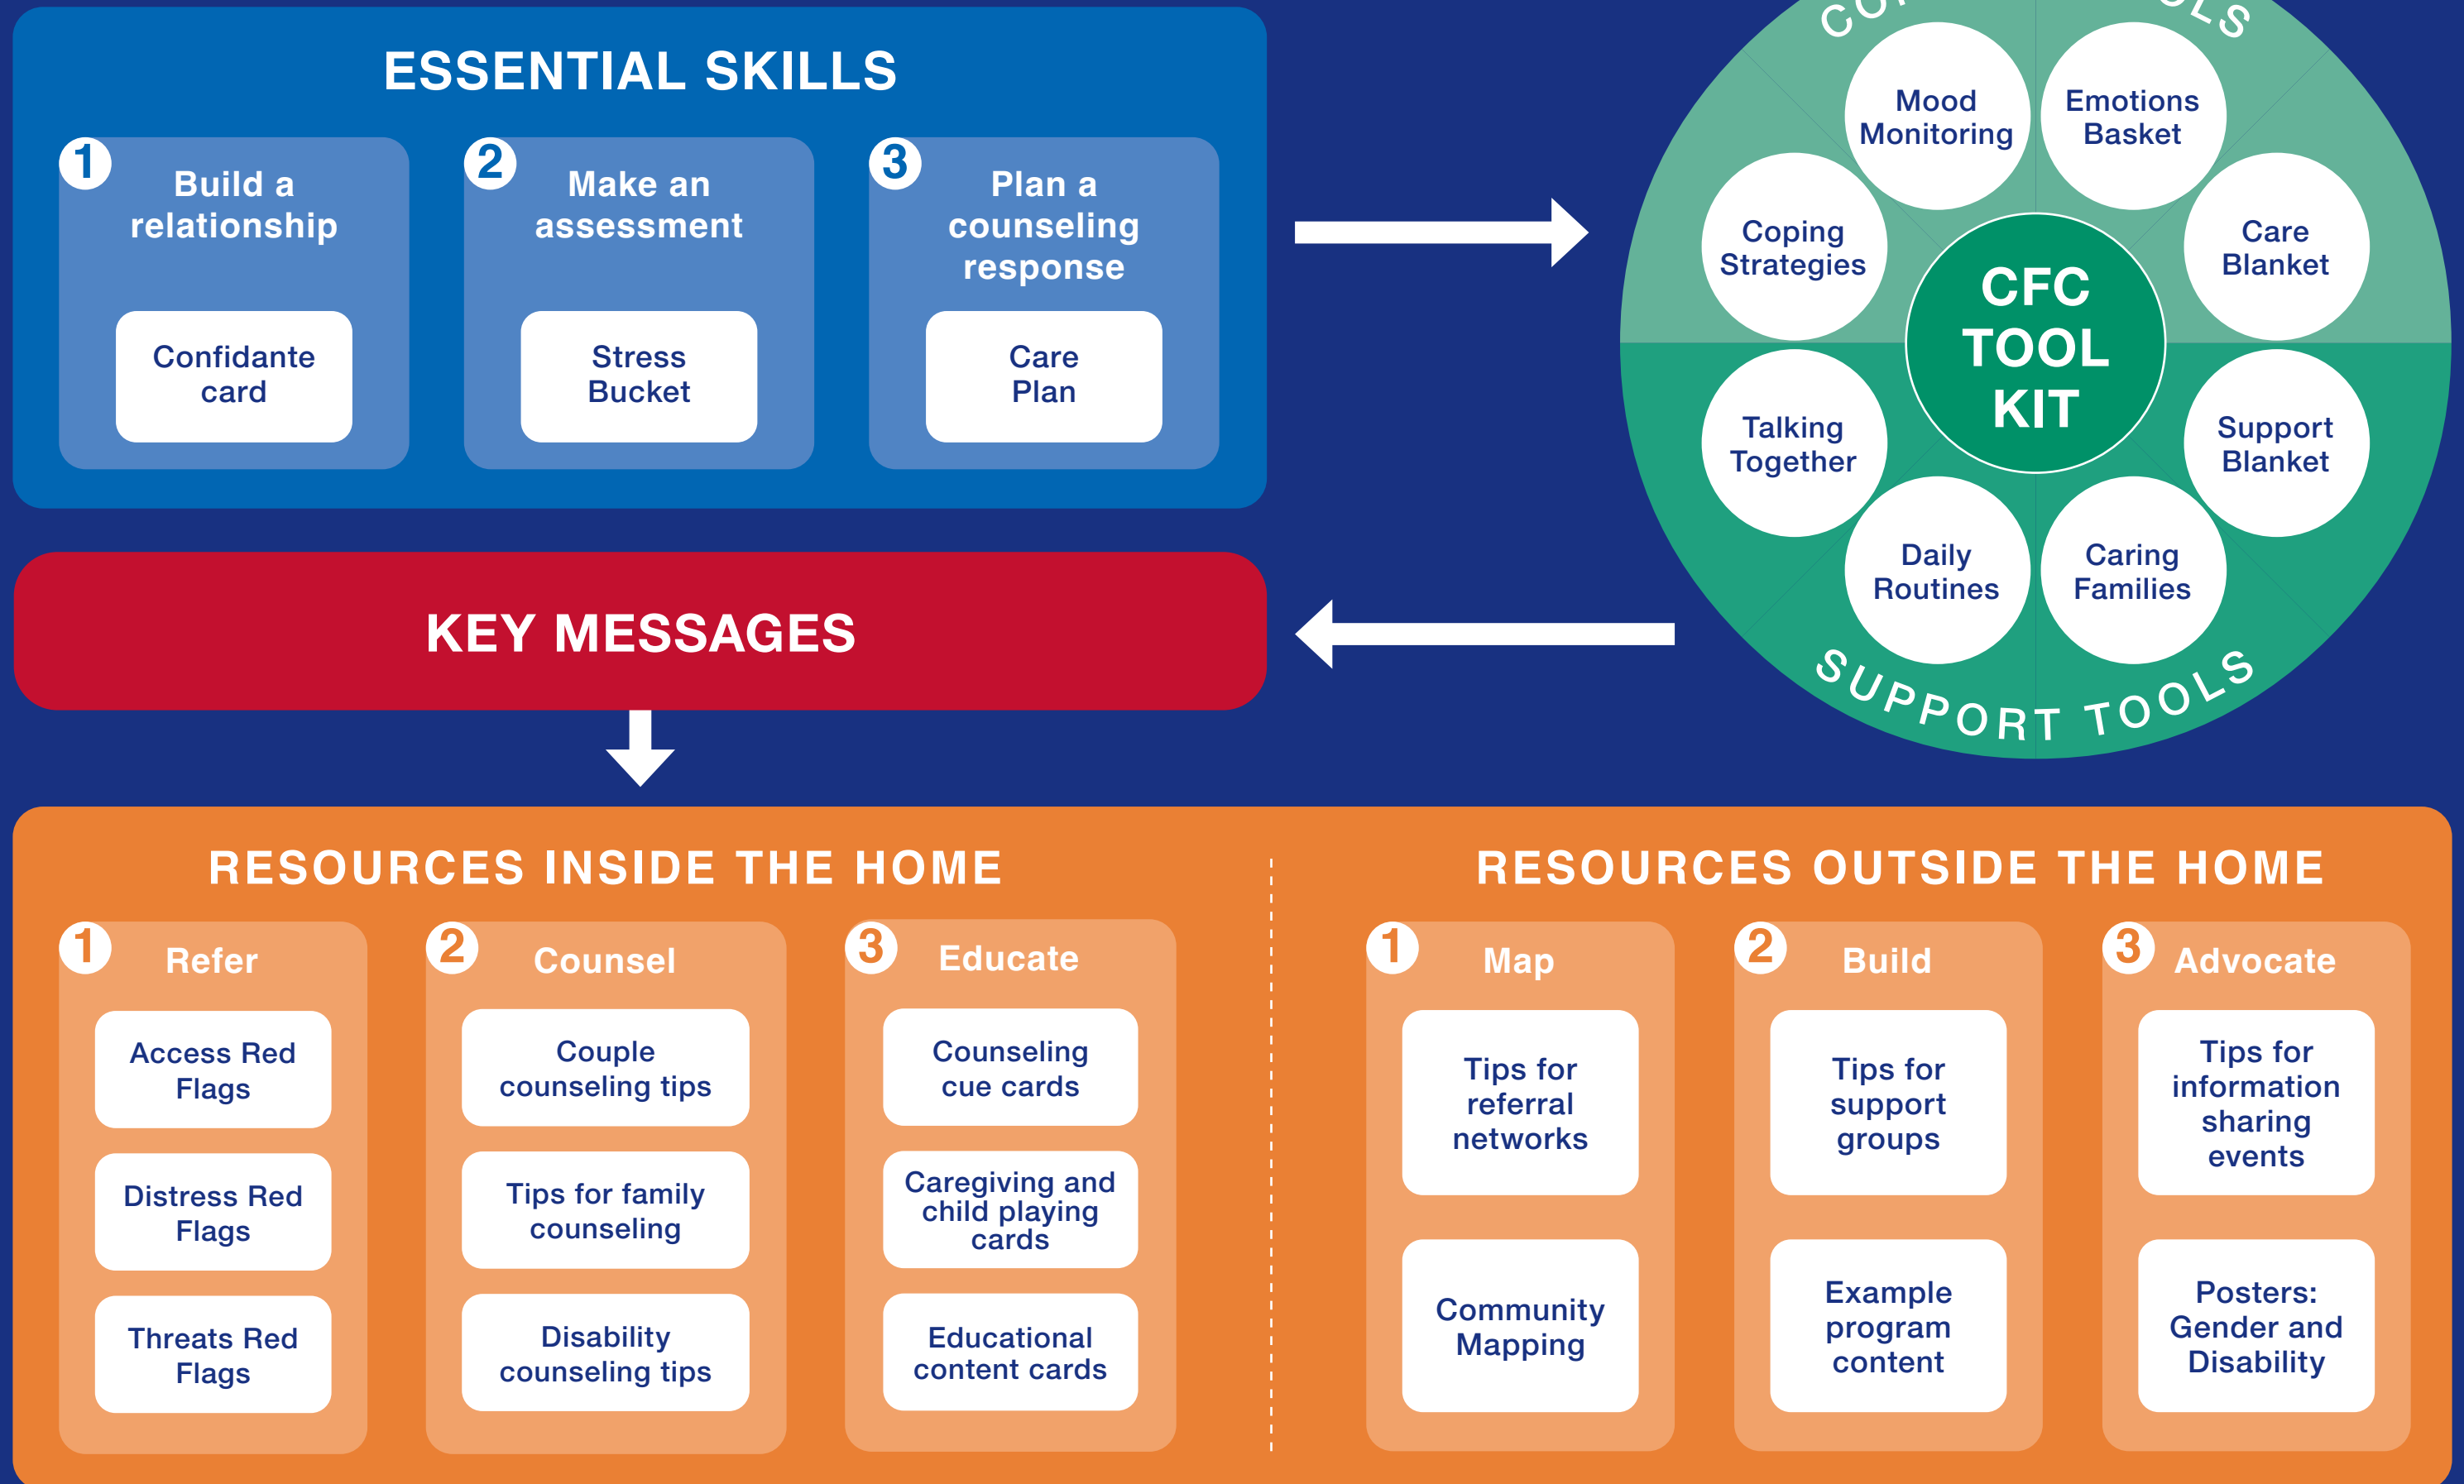 ESSENTIAL SKILLS
1
Build a
relationship
Confidante
card
2
Make an
assessment
Stress
Bucket
3
Plan a
counseling
response
Care
Plan
Mood
Monitoring
Emotions
Basket
Coping
Strategies
Care
Blanket
CFC
TOOL
KIT
Talking
Together
Support
Blanket
Daily
Routines
Caring
Families
SUPPORT TOOLS
KEY MESSAGES
RESOURCES INSIDE THE HOME
1
Refer
Access Red
Flags
Distress Red
Flags
Threats Red
Flags
2
Counsel
Couple
counseling tips
Tips for family
counseling
Disability
counseling tips
3
Educate
Counseling
cue cards
Caregiving and
child playing
cards
Educational
content cards
RESOURCES OUTSIDE THE HOME
1
Map
Tips for
referral
networks
Community
Mapping
2
Build
Tips for
support
groups
Example
program
content
3
Advocate
Tips for
information
sharing
events
Posters:
Gender and
Disability